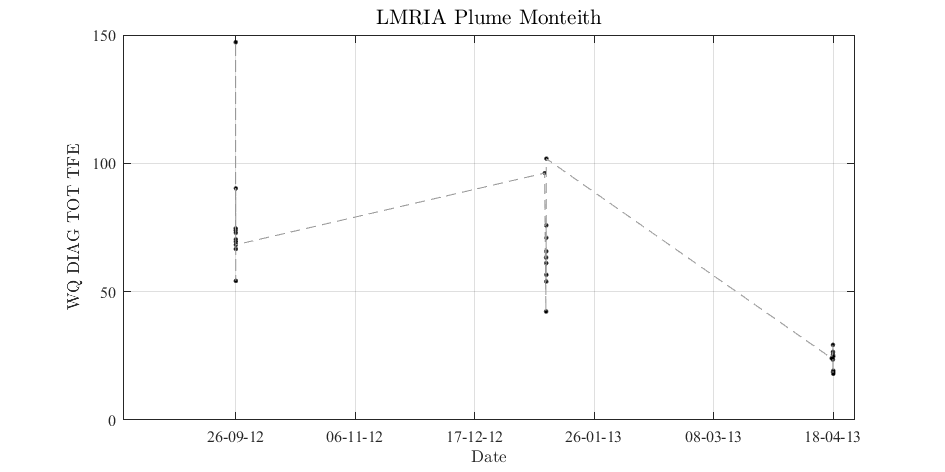 LMRIA Plume Monteith
WQ DIAG TOT TFE
150
100
50
0
26-09-12 06-11-12 17-12-12 26-01-13 08-03-13 18-04-13
Date